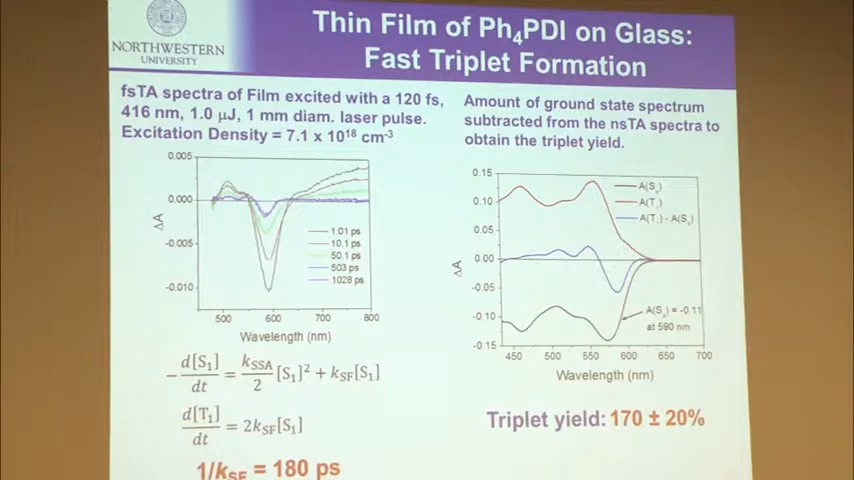 NORTHWESTERN
UNIVERSITY
Thin Film of Ph₄PDI on Glass:
Fast Triplet Formation
fsTA spectra of Film excited with a 120 fs,
416 nm, 1.0 μJ, 1 mm diam. laser pulse.
Excitation Density = 7.1 x 10¹⁸ cm⁻³
0.005
0.000
-0.005
-0.010
ΔA
1.01 ps
10.1 ps
50.1 ps
503 ps
1028 ps
500 600 700 800
Wavelength (nm)
-d[S₁]/dt = k_SSA/2 [S₁]² + k_SF[S₁]
d[T₁]/dt = 2k_SF[S₁]
1/k_SF = 180 ps
Amount of ground state spectrum
subtracted from the nsTA spectra to
obtain the triplet yield.
0.15
0.10
0.05
0.00
-0.05
-0.10
-0.15
ΔA
A(S₀)
A(T₁)
A(T₁) - A(S₀)
A(S₀) = -0.11
at 590 nm
450 500 550 600 650 700
Wavelength (nm)
Triplet yield: 170 ± 20%